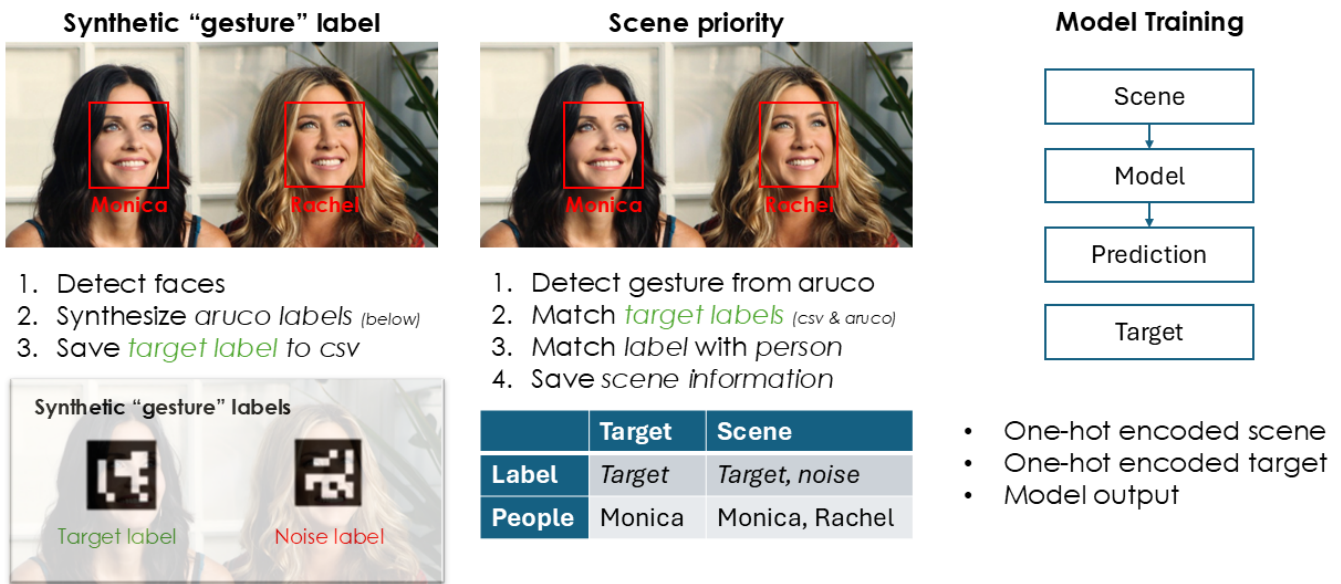 Synthetic “gesture” label
Monica
Rachel
1. Detect faces
2. Synthesize aruco labels (below)
3. Save target label to csv
Synthetic “gesture” labels
Target label
Noise label
Scene priority
Monica
Rachel
1. Detect gesture from aruco
2. Match target labels (csv & aruco)
3. Match label with person
4. Save scene information
Target Scene
Label Target Target, noise
People Monica Monica, Rachel
Model Training
Scene
Model
Prediction
Target
• One-hot encoded scene
• One-hot encoded target
• Model output